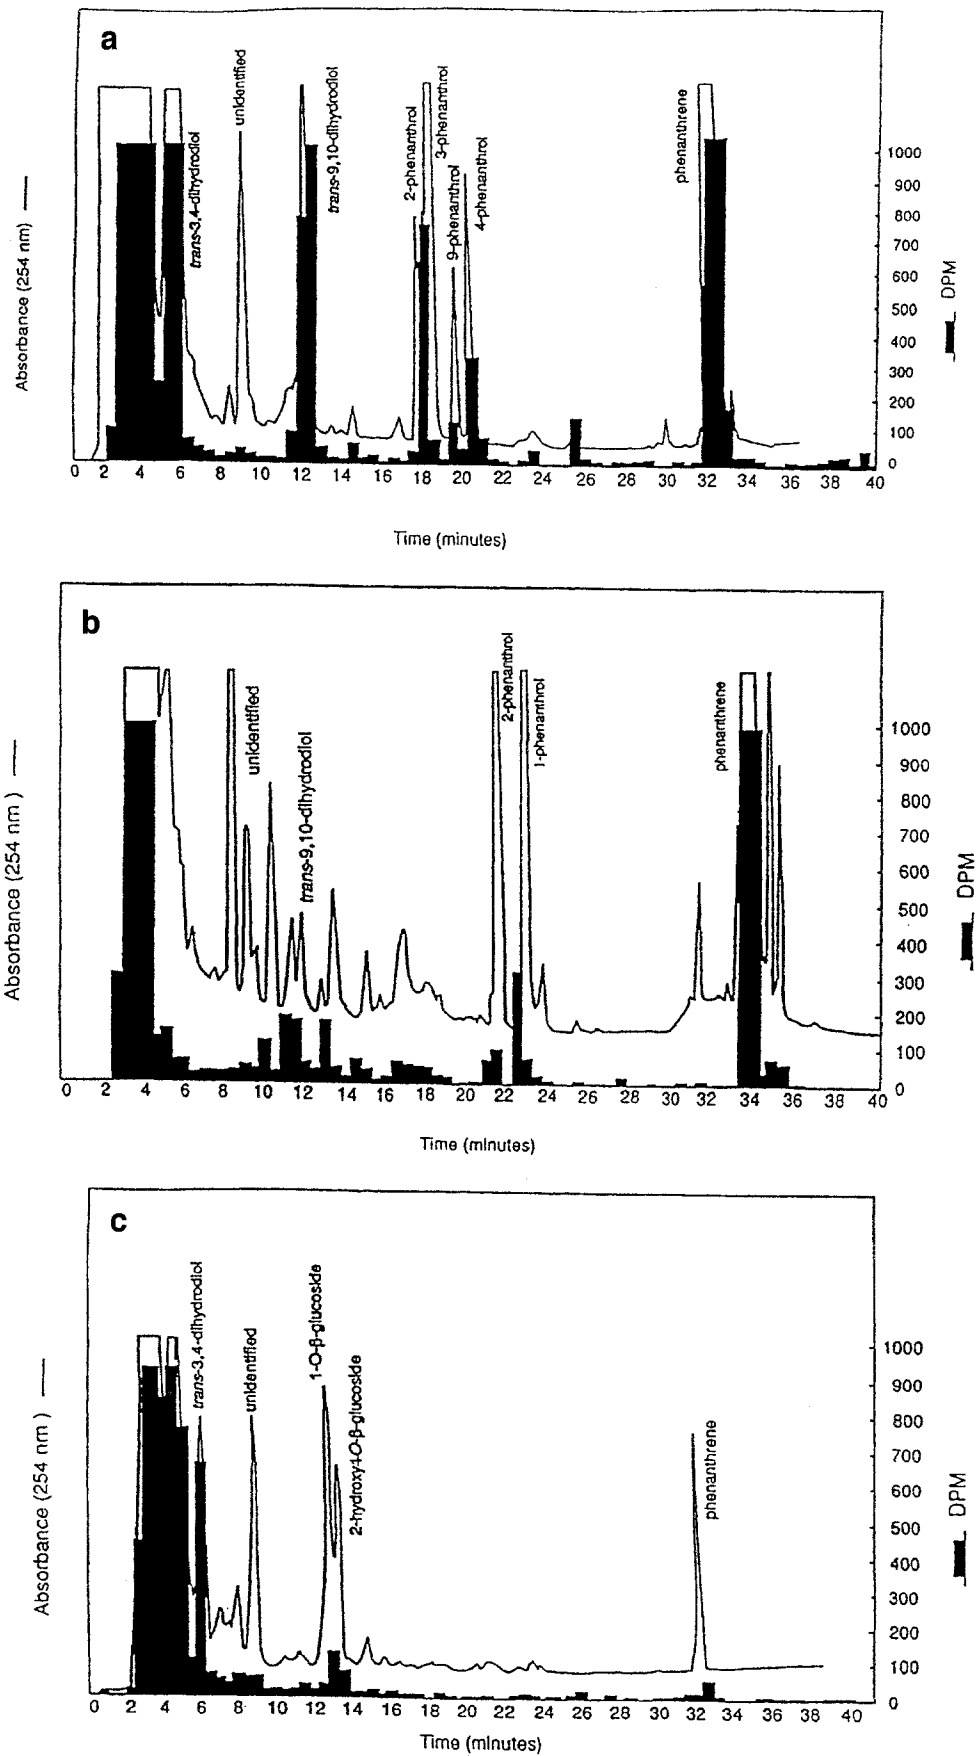 a
trans-3,4-dihydrodiol
unidentified
trans-9,10-dihydrodiol
2-phenanthrol
3-phenanthrol
9-phenanthrol
4-phenanthrol
phenanthrene
Absorbance (254 nm)
1000
900
800
700
600
500
400
300
200
100
0
DPM
0 2 4 6 8 10 12 14 16 18 20 22 24 26 28 30 32 34 36 38 40
Time (minutes)
b
unidentified
trans-9,10-dihydrodiol
2-phenanthrol
1-phenanthrol
phenanthrene
Absorbance (254 nm )
1000
900
800
700
600
500
400
300
200
100
0
DPM
0 2 4 6 8 10 12 14 16 18 20 22 24 26 28 30 32 34 36 38 40
Time (minutes)
c
trans-3,4-dihydrodiol
unidentified
1-O-β-glucoside
2-hydroxy-1-O-β-glucoside
phenanthrene
Absorbance (254 nm )
1000
900
800
700
600
500
400
300
200
100
0
DPM
0 2 4 6 8 10 12 14 16 18 20 22 24 26 28 30 32 34 36 38 40
Time (minutes)